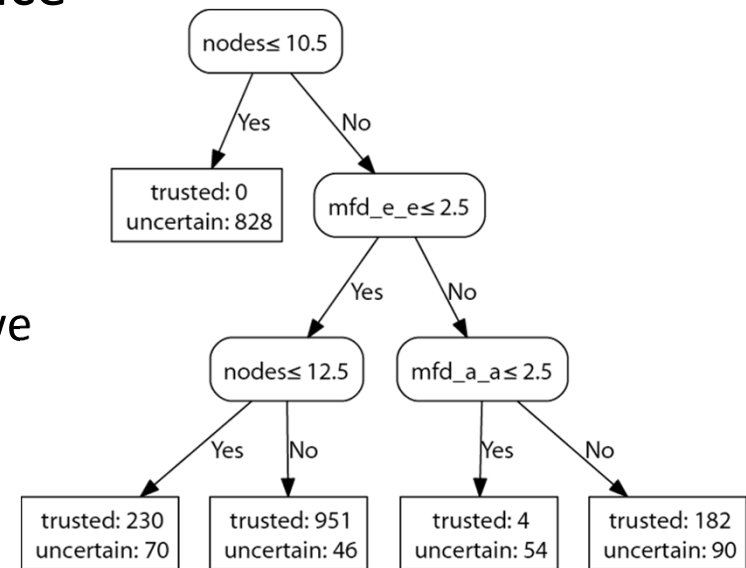 nodes≤ 10.5
Yes
No
trusted: 0
uncertain: 828
mfd_e_e≤ 2.5
Yes
No
nodes≤ 12.5
mfd_a_a≤ 2.5
Yes
No
Yes
No
trusted: 230
uncertain: 70
trusted: 951
uncertain: 46
trusted: 4
uncertain: 54
trusted: 182
uncertain: 90